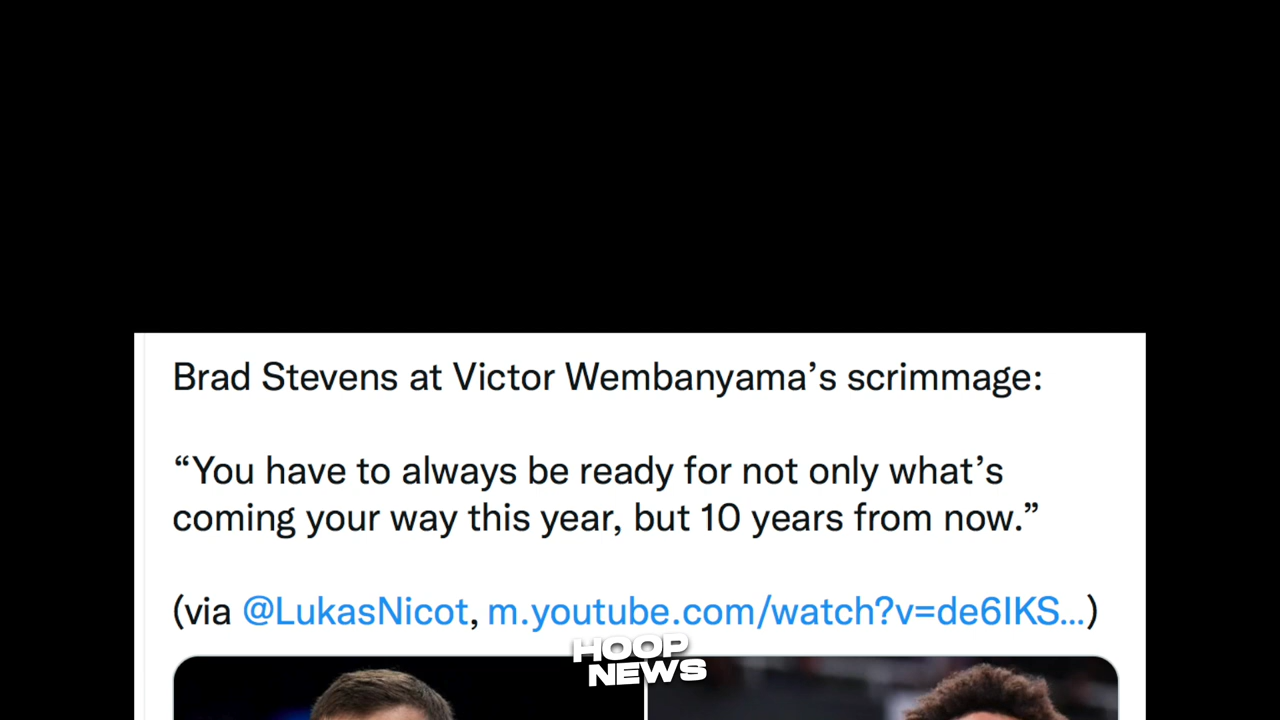 Brad Stevens at Victor Wembanyama’s scrimmage:
“You have to always be ready for not only what’s
coming your way this year, but 10 years from now.”
(via @LukasNicot, m.youtube.com/watch?v=de6IKS...)
HOOP
NEWS